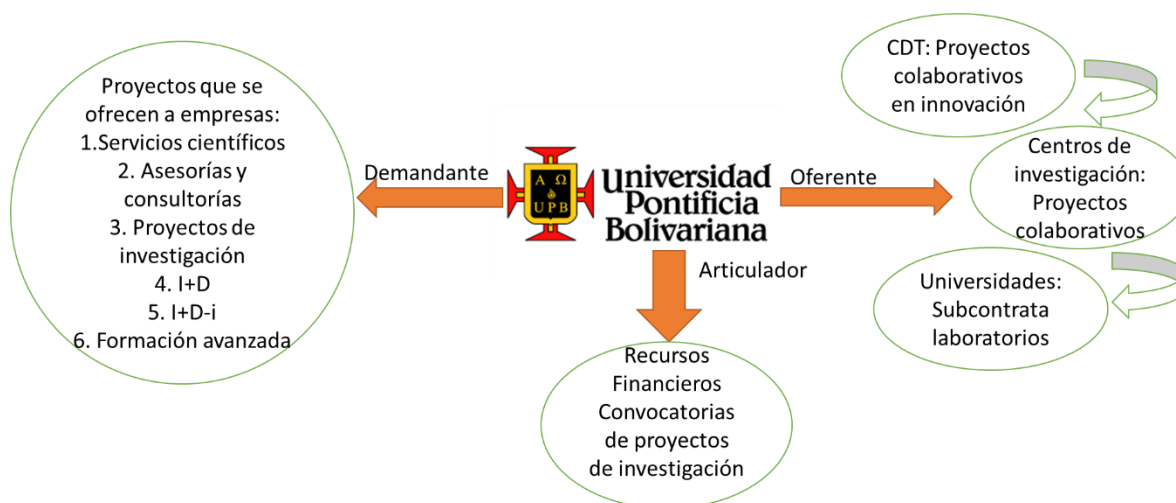 Proyectos que se
ofrecen a empresas:
1.Servicios científicos
2. Asesorías y
consultorías
3. Proyectos de
investigación
4. I+D
5. I+D-i
6. Formación avanzada
Demandante
Α Ω
UPB
Universidad
Pontificia
Bolivariana
Oferente
Articulador
Recursos
Financieros
Convocatorias
de proyectos
de investigación
CDT: Proyectos
colaborativos
en innovación
Centros de
investigación:
Proyectos
colaborativos
Universidades:
Subcontrata
laboratorios